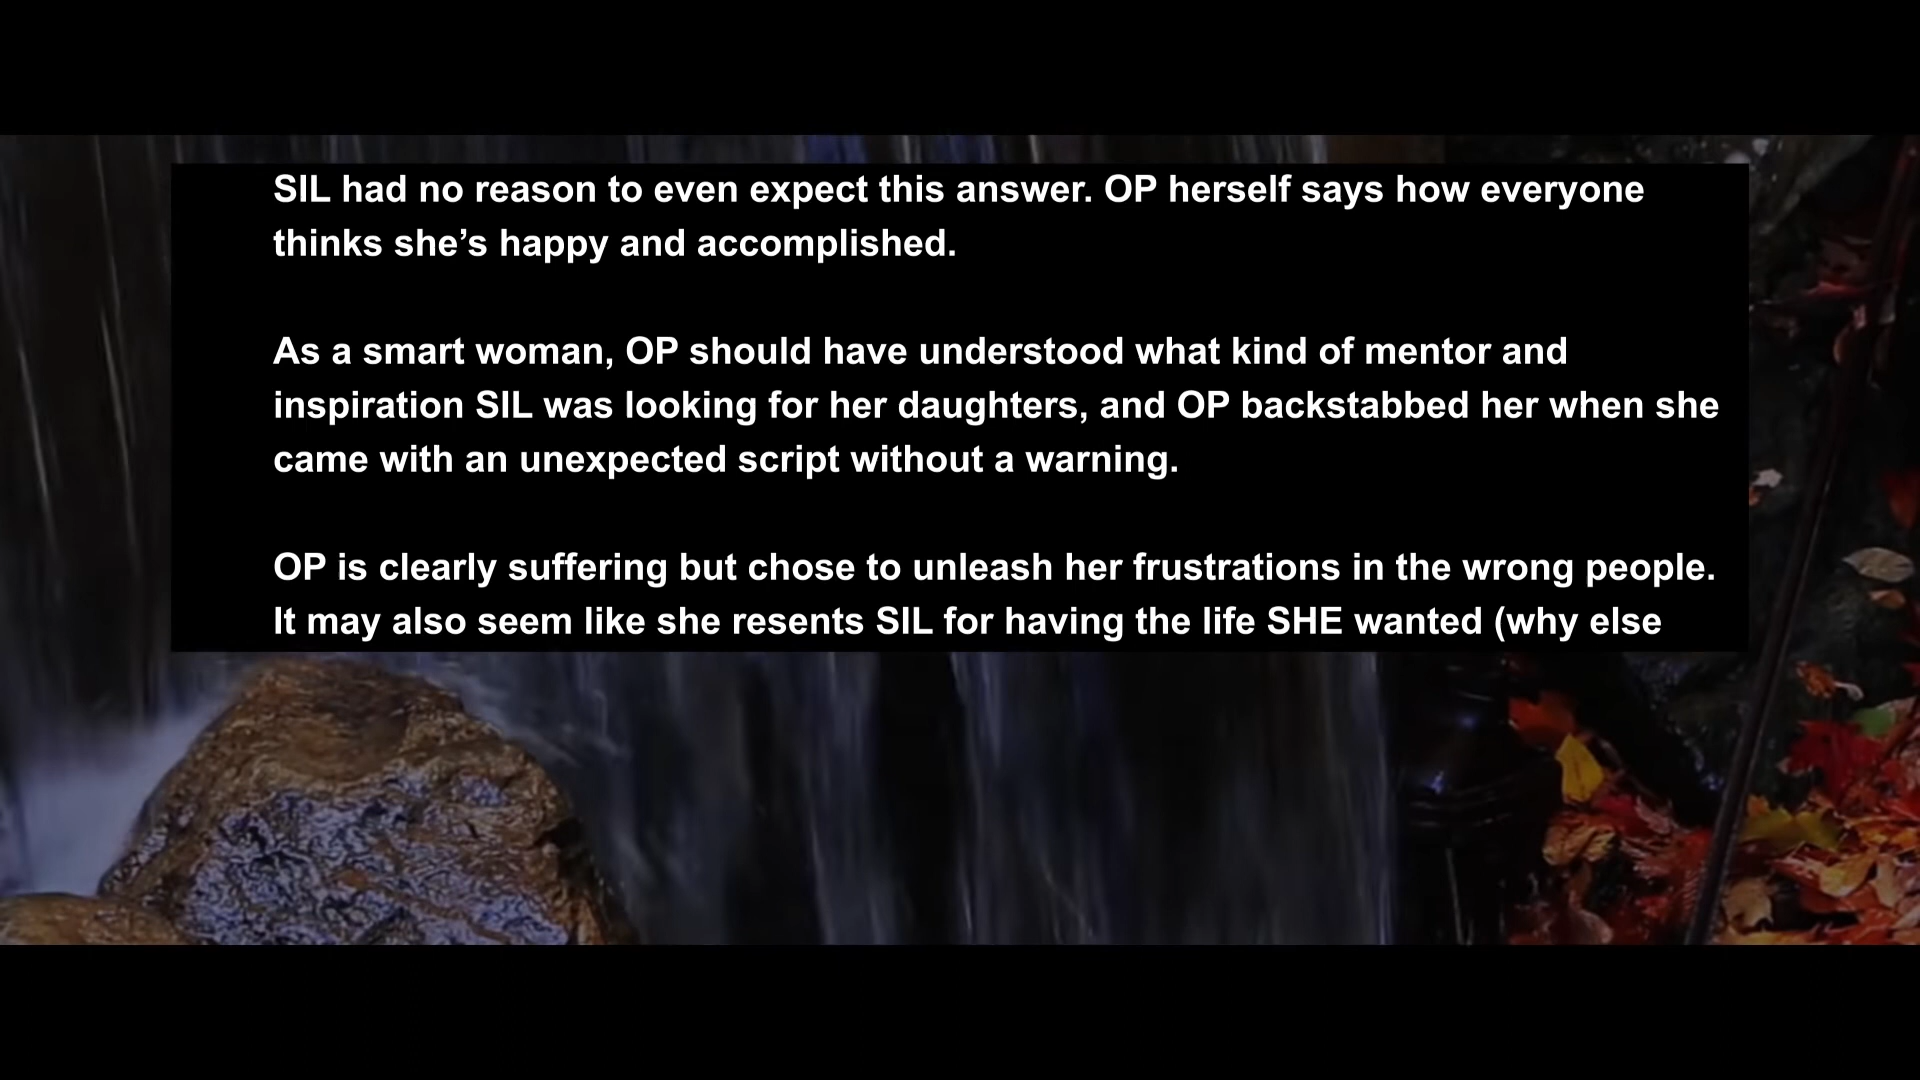 SIL had no reason to even expect this answer. OP herself says how everyone
thinks she’s happy and accomplished.
As a smart woman, OP should have understood what kind of mentor and
inspiration SIL was looking for her daughters, and OP backstabbed her when she
came with an unexpected script without a warning.
OP is clearly suffering but chose to unleash her frustrations in the wrong people.
It may also seem like she resents SIL for having the life SHE wanted (why else